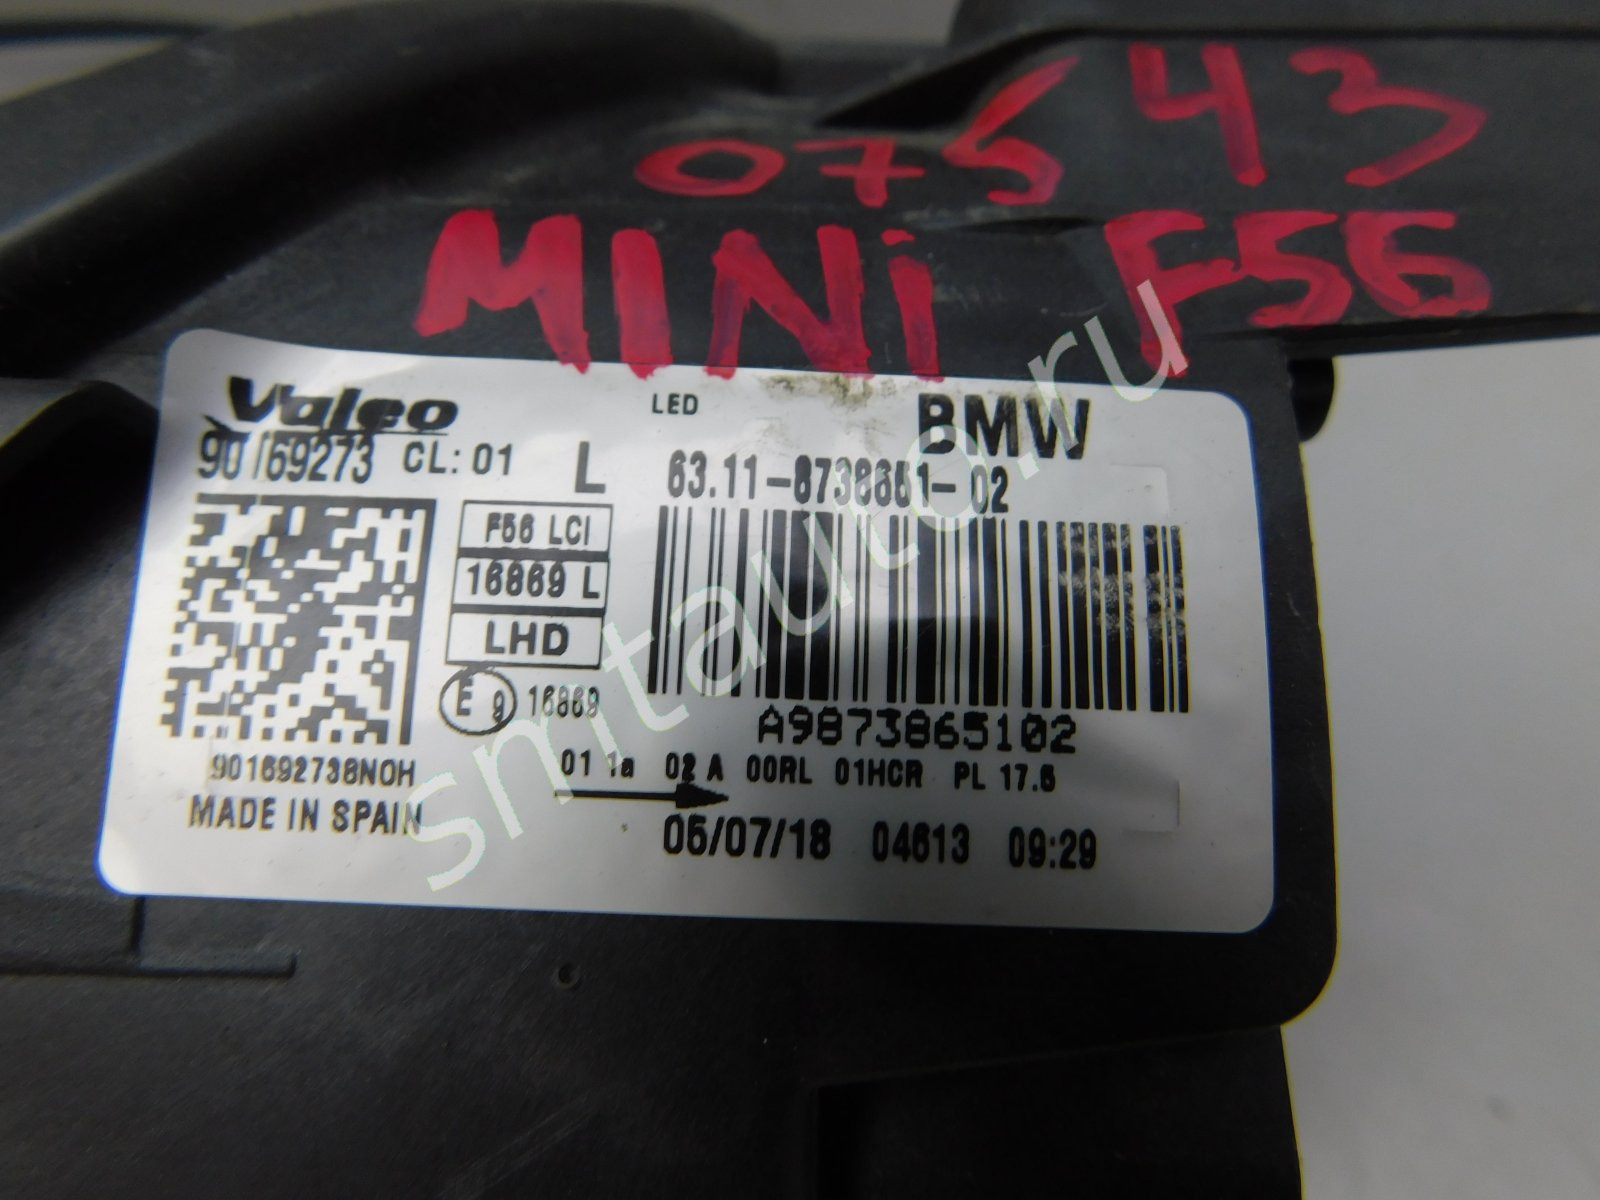 07543
MINi F56
Valeo LED BMW
90169273 CL: 01 L 63.11-8738651-02
F56 LCI
16869 L
LHD
E 9 16869
A9873865102
901692738NOH 01 1a 02 A 00RL 01HCR PL 17.5
MADE IN SPAIN
05/07/18 04613 09:29
smitauto.ru